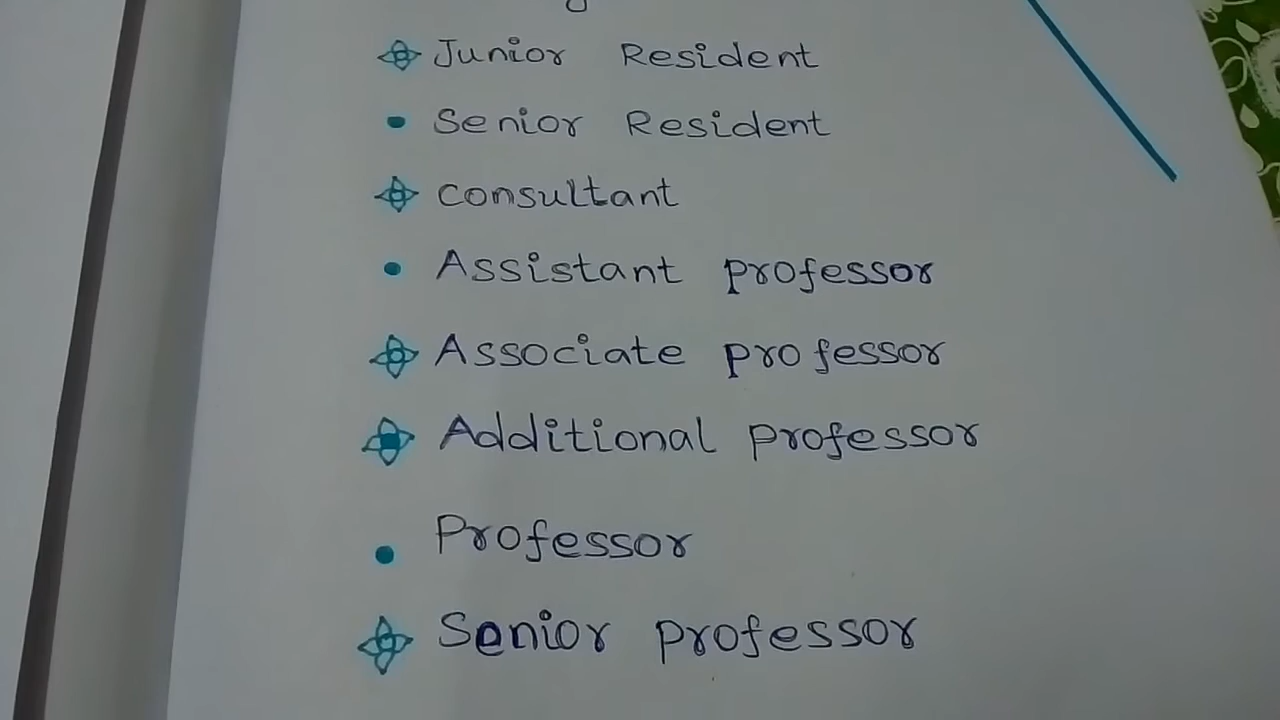 Junior Resident
Senior Resident
Consultant
Assistant professor
Associate professor
Additional professor
Professor
Senior professor